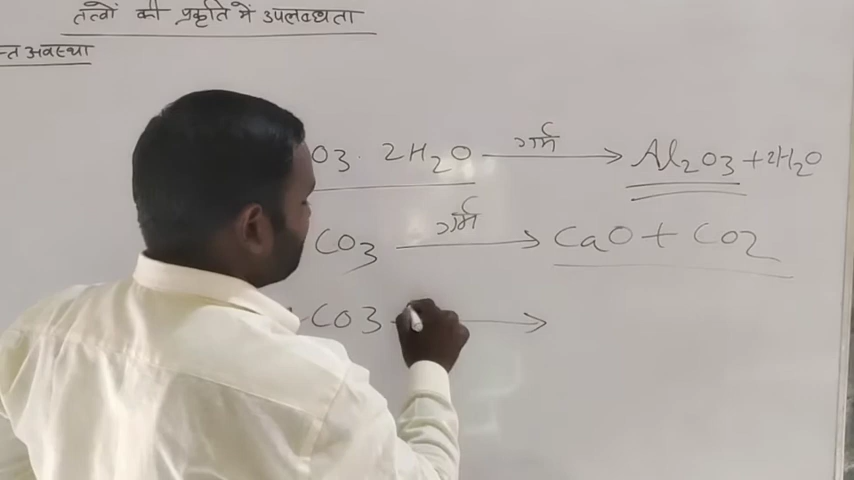 तत्वों की प्रकृति में उपलब्धता
अवस्था
O3 · 2H2O गर्म → Al2O3 + 2H2O
CO3 गर्म → CaO + CO2
CO3 →